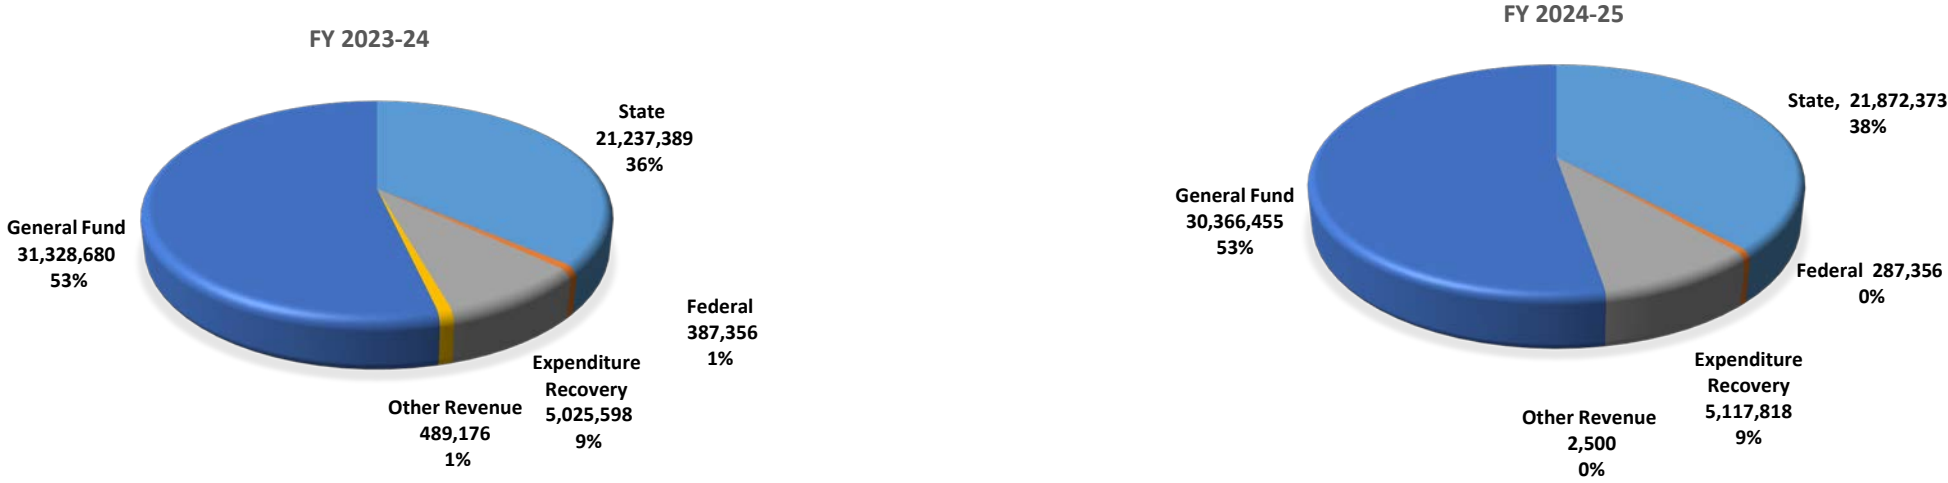 FY 2023-24
State
21,237,389
36%
Federal
387,356
1%
Expenditure
Recovery
5,025,598
9%
Other Revenue
489,176
1%
General Fund
31,328,680
53%
FY 2024-25
State, 21,872,373
38%
Federal 287,356
0%
Expenditure
Recovery
5,117,818
9%
Other Revenue
2,500
0%
General Fund
30,366,455
53%